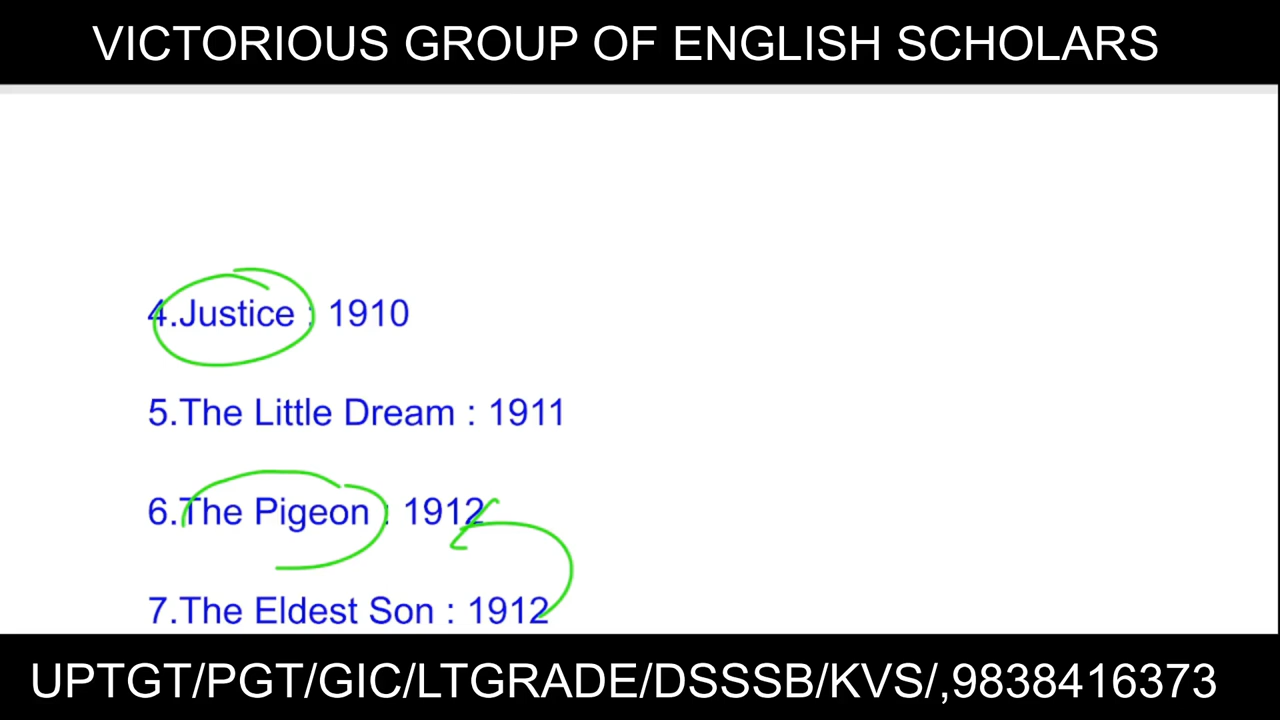 VICTORIOUS GROUP OF ENGLISH SCHOLARS
4.Justice : 1910
5.The Little Dream : 1911
6.The Pigeon : 1912
7.The Eldest Son : 1912
UPTGT/PGT/GIC/LTGRADE/DSSSB/KVS/,9838416373